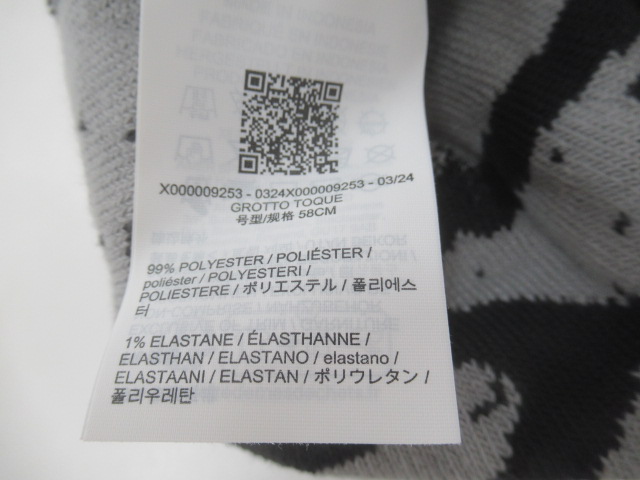 X000009253 - 0324X000009253 - 03/24
GROTTO TOQUE
号型/规格 58CM
99% POLYESTER / POLIÉSTER /
poliéster / POLYESTERI /
POLIESTERE / ポリエステル / 폴리에스
터
1% ELASTANE / ÉLASTHANNE /
ELASTHAN / ELASTANO / elastano /
ELASTAANI / ELASTAN / ポリウレタン /
폴리우레탄